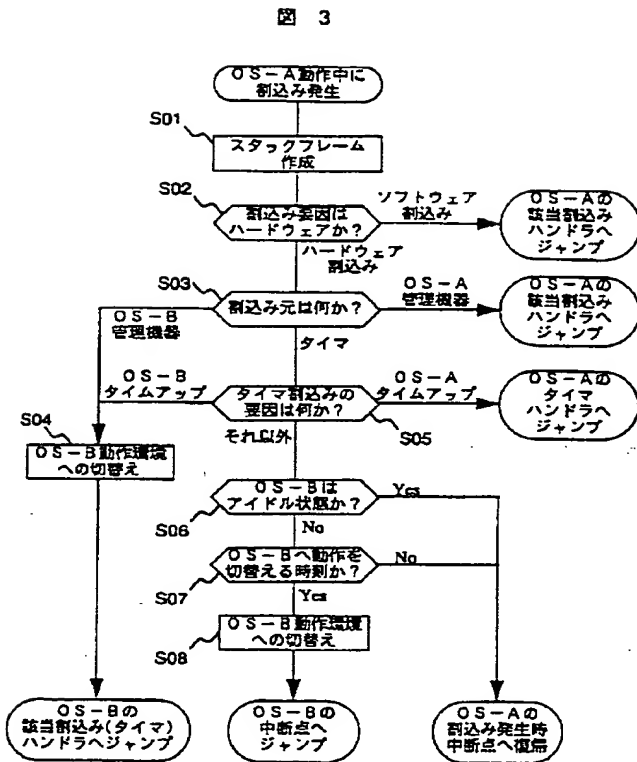 図 3
OS-A動作中に
割込み発生
S01
スタックフレーム
作成
S02
割込み要因は
ハードウェアか?
ソフトウェア
割込み
OS-Aの
該当割込み
ハンドラへ
ジャンプ
ハードウェア
割込み
S03
割込み元は何か?
OS-A
管理機器
OS-Aの
該当割込み
ハンドラへ
ジャンプ
OS-B
管理機器
タイマ
OS-B
タイムアップ
タイマ割込みの
要因は何か?
OS-A
タイムアップ
OS-Aの
タイマ
ハンドラへ
ジャンプ
S04
S05
OS-B動作環境
への切替え
それ以外
OS-Bは
アイドル状態か?
Yes
S06
No
OS-Bへ動作を
切替える時刻か?
No
S07
Yes
OS-B動作環境
への切替え
S08
OS-Bの
該当割込み(タイマ)
ハンドラへジャンプ
OS-Bの
中断点へ
ジャンプ
OS-Aの
割込み発生時
中断点へ復帰